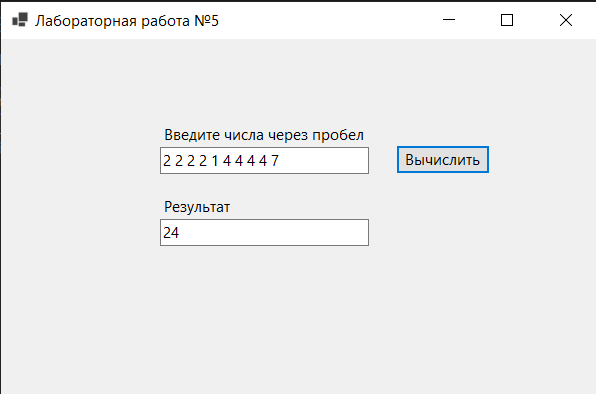 Лабораторная работа №5
Введите числа через пробел
2 2 2 2 1 4 4 4 4 7
Вычислить
Результат
24